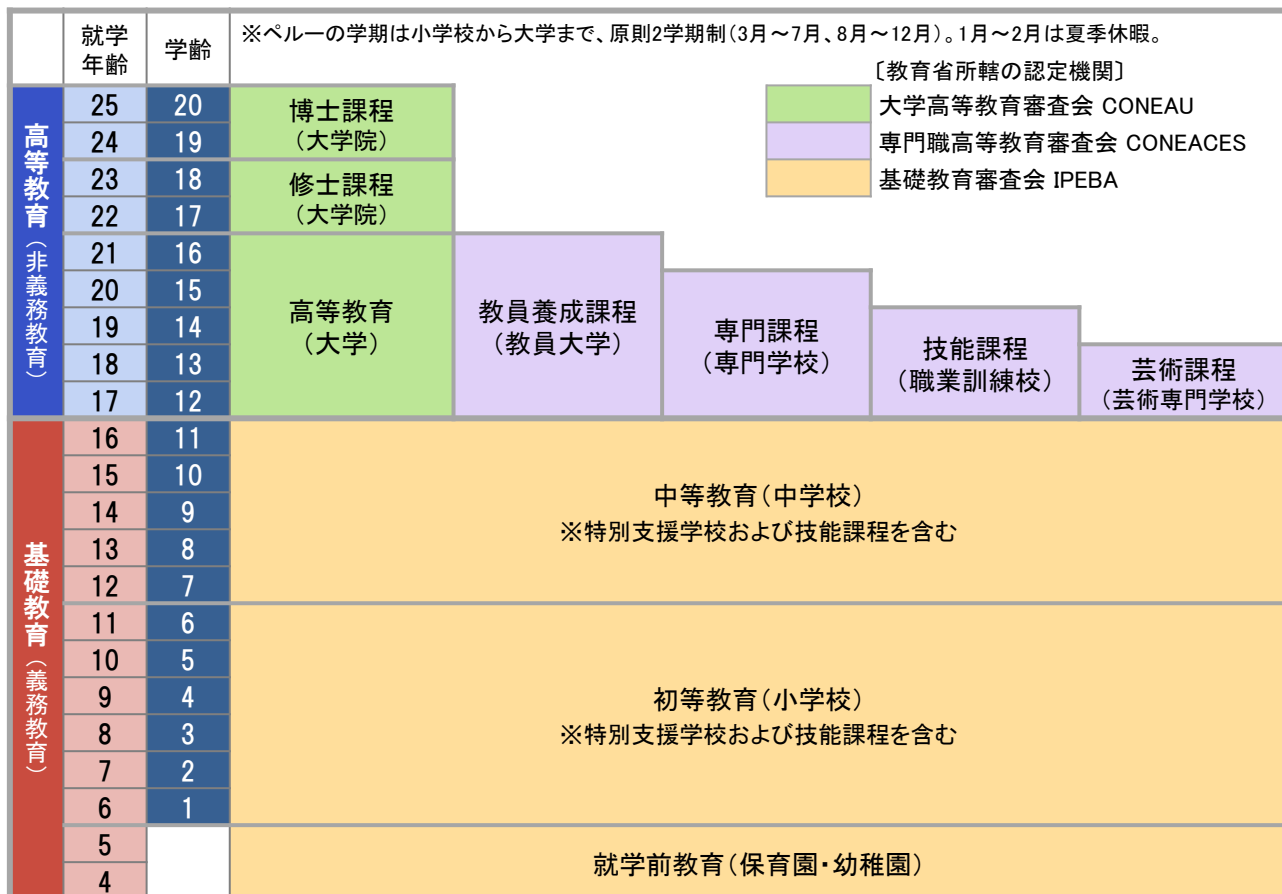 就学
年齢
学齢
※ペルーの学期は小学校から大学まで、原則2学期制(3月～7月、8月～12月)。1月～2月は夏季休暇。
〔教育省所轄の認定機関〕
大学高等教育審査会 CONEAU
専門職高等教育審査会 CONEACES
基礎教育審査会 IPEBA
高等教育(非義務教育)
25 20
24 19
23 18
22 17
21 16
20 15
19 14
18 13
17 12
博士課程
(大学院)
修士課程
(大学院)
高等教育
(大学)
教員養成課程
(教員大学)
専門課程
(専門学校)
技能課程
(職業訓練校)
芸術課程
(芸術専門学校)
基礎教育(義務教育)
16 11
15 10
14 9
13 8
12 7
中等教育(中学校)
※特別支援学校および技能課程を含む
11 6
10 5
9 4
8 3
7 2
6 1
初等教育(小学校)
※特別支援学校および技能課程を含む
5
4
就学前教育(保育園・幼稚園)